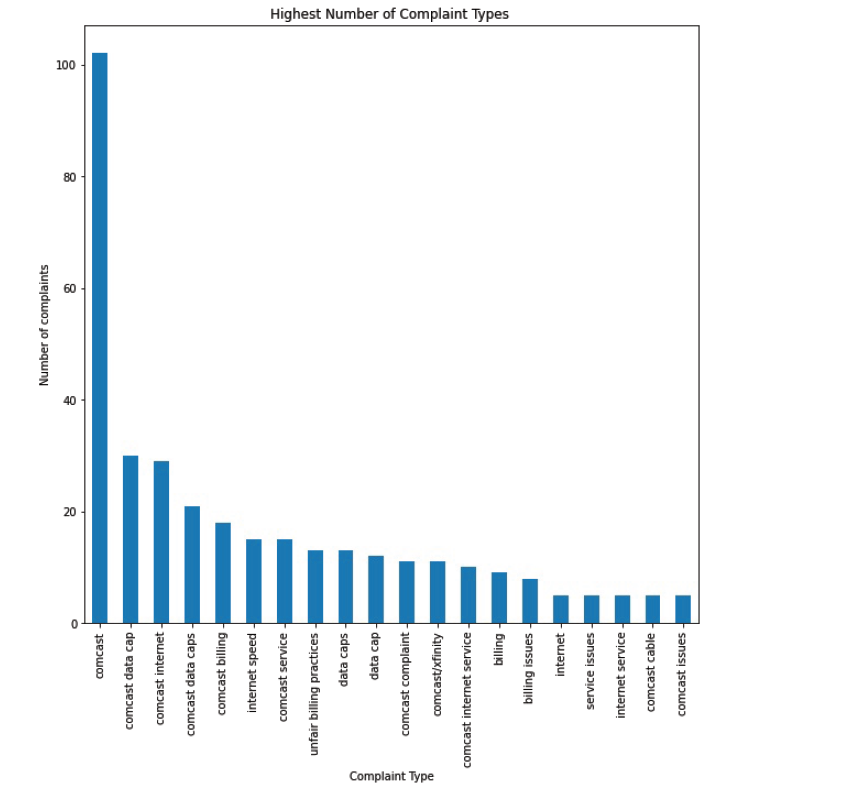 Highest Number of Complaint Types
Number of complaints
100
80
60
40
20
0
comcast
comcast data cap
comcast internet
comcast data caps
comcast billing
internet speed
comcast service
unfair billing practices
data caps
data cap
comcast complaint
comcast/xfinity
comcast internet service
billing
billing issues
internet
service issues
internet service
comcast cable
comcast issues
Complaint Type